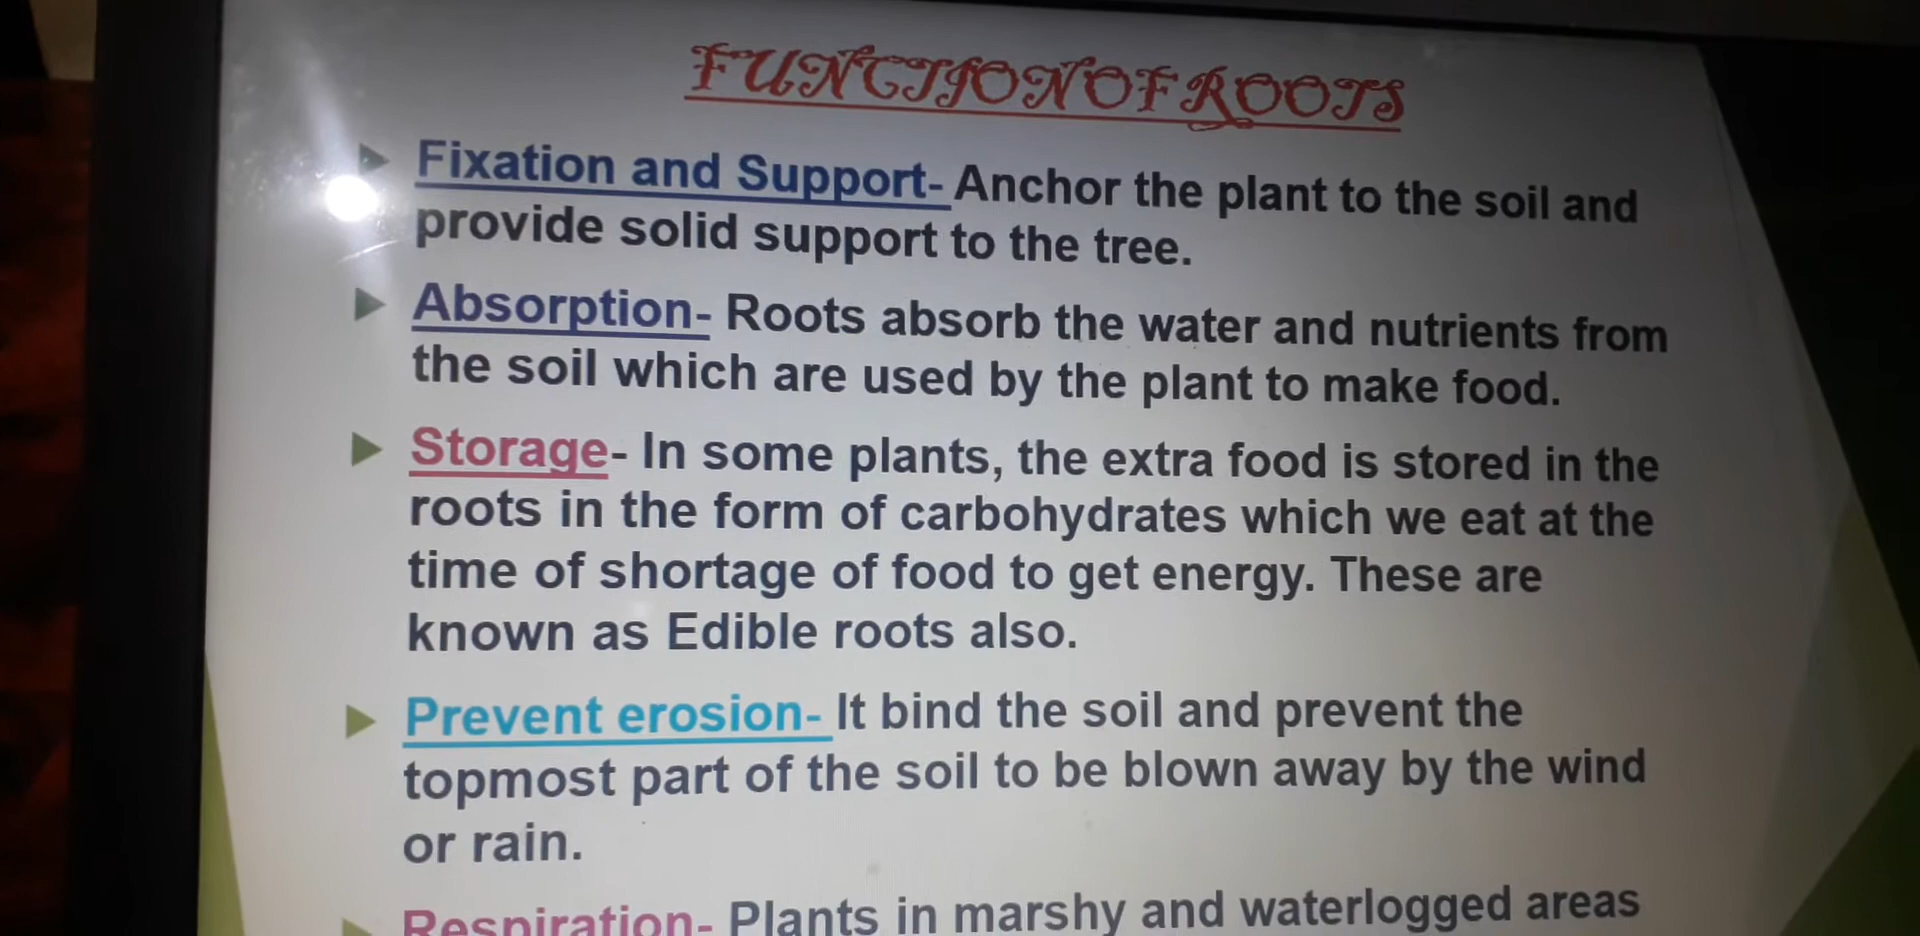 FUNCTION OF ROOTS
Fixation and Support- Anchor the plant to the soil and
provide solid support to the tree.
Absorption- Roots absorb the water and nutrients from
the soil which are used by the plant to make food.
Storage- In some plants, the extra food is stored in the
roots in the form of carbohydrates which we eat at the
time of shortage of food to get energy. These are
known as Edible roots also.
Prevent erosion- It bind the soil and prevent the
topmost part of the soil to be blown away by the wind
or rain.
Respiration- Plants in marshy and waterlogged areas